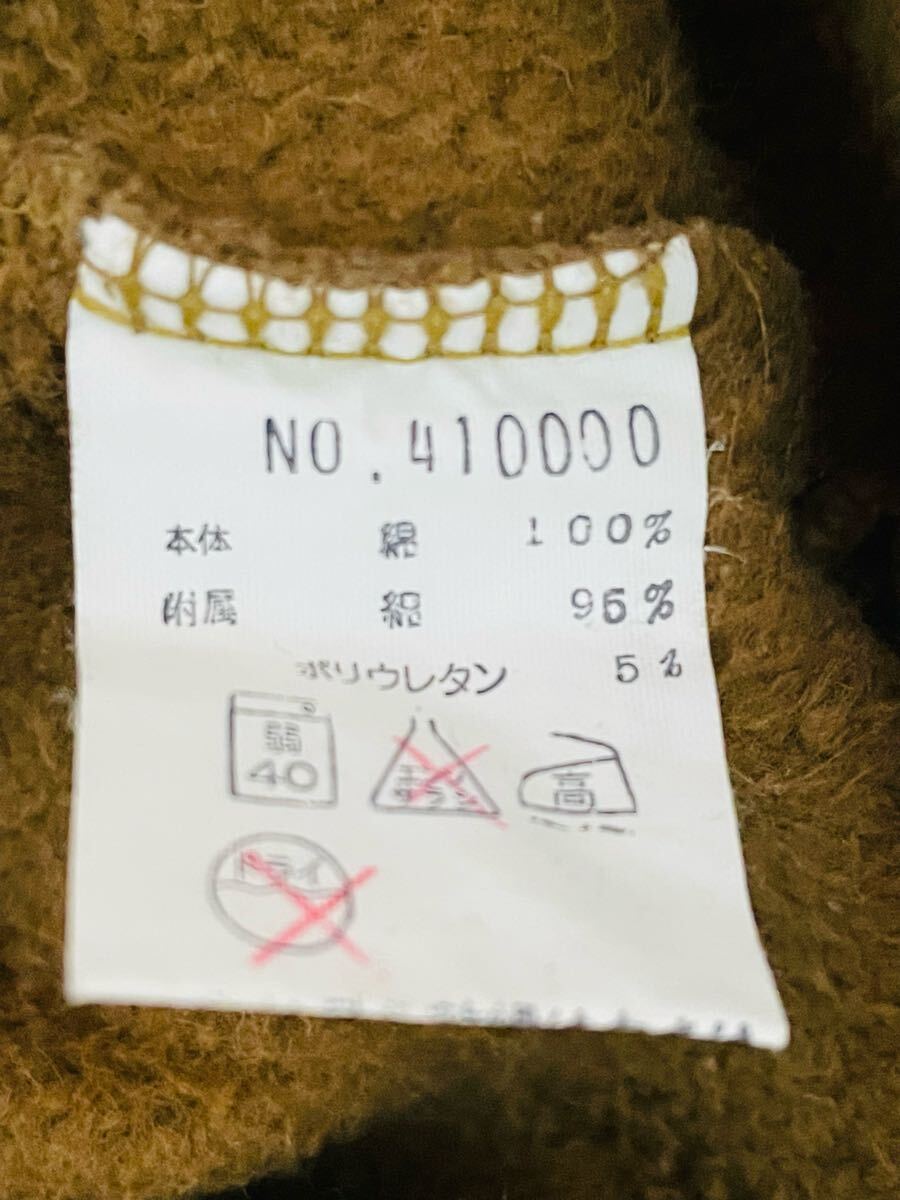 NO.410000
本体 綿 100%
附属 綿 95%
ポリウレタン 5%
弱
40
高
ドライ